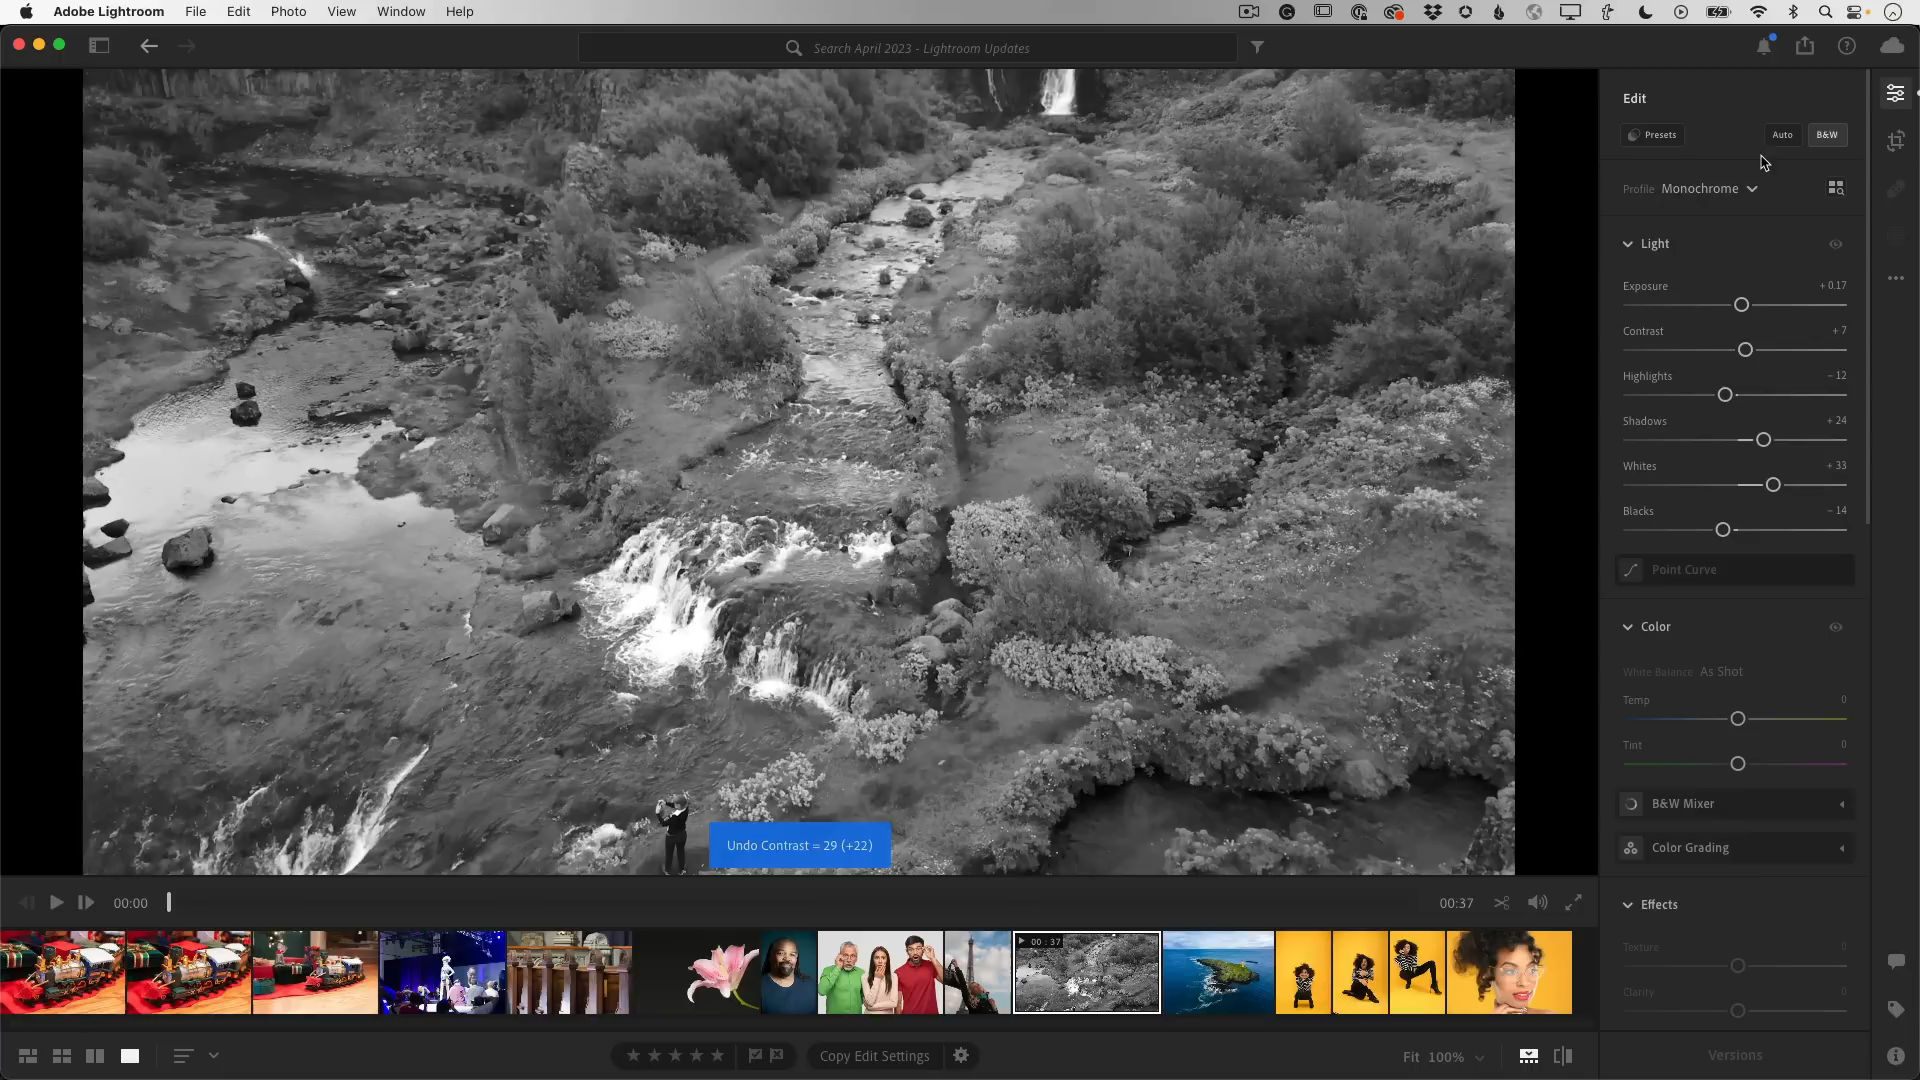 Adobe Lightroom File Edit Photo View Window Help
Search April 2023 - Lightroom Updates
Edit
Presets Auto B&W
Profile Monochrome
Light
Exposure + 0.17
Contrast + 7
Highlights − 12
Shadows + 24
Whites + 33
Blacks − 14
Point Curve
Color
White Balance As Shot
Temp 0
Tint 0
B&W Mixer
Color Grading
Effects
Texture 0
Clarity 0
Undo Contrast = 29 (+22)
00:00 00:37
00 : 37
Copy Edit Settings Fit 100% Versions